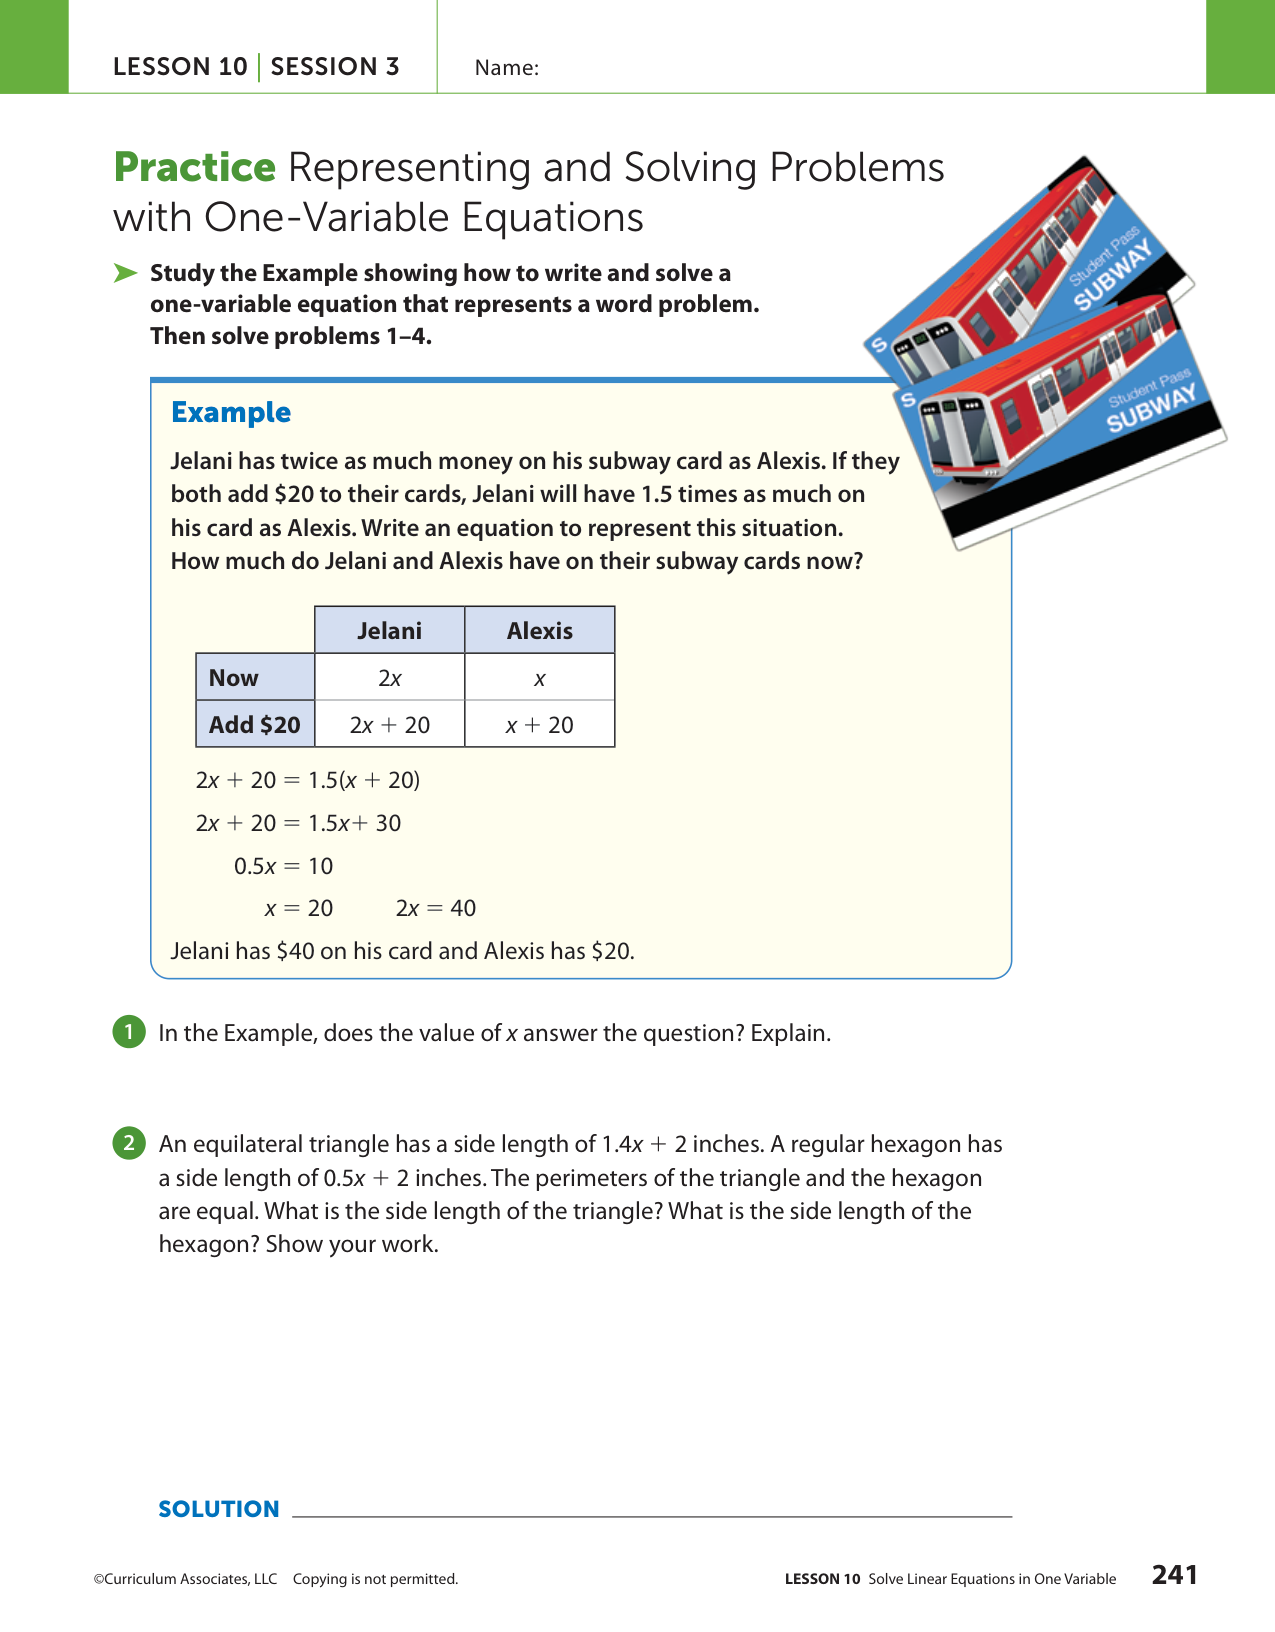 LESSON 10 | SESSION 3
Name:
Practice Representing and Solving Problems
with One-Variable Equations
➤ Study the Example showing how to write and solve a
one-variable equation that represents a word problem.
Then solve problems 1–4.
Student Pass
SUBWAY
S
Student Pass
SUBWAY
S
Example
Jelani has twice as much money on his subway card as Alexis. If they
both add $20 to their cards, Jelani will have 1.5 times as much on
his card as Alexis. Write an equation to represent this situation.
How much do Jelani and Alexis have on their subway cards now?
Jelani Alexis
Now 2x x
Add $20 2x + 20 x + 20
2x + 20 = 1.5(x + 20)
2x + 20 = 1.5x+ 30
0.5x = 10
x = 20 2x = 40
Jelani has $40 on his card and Alexis has $20.
1 In the Example, does the value of x answer the question? Explain.
2 An equilateral triangle has a side length of 1.4x + 2 inches. A regular hexagon has
a side length of 0.5x + 2 inches. The perimeters of the triangle and the hexagon
are equal. What is the side length of the triangle? What is the side length of the
hexagon? Show your work.
SOLUTION
©Curriculum Associates, LLC Copying is not permitted.
LESSON 10 Solve Linear Equations in One Variable 241